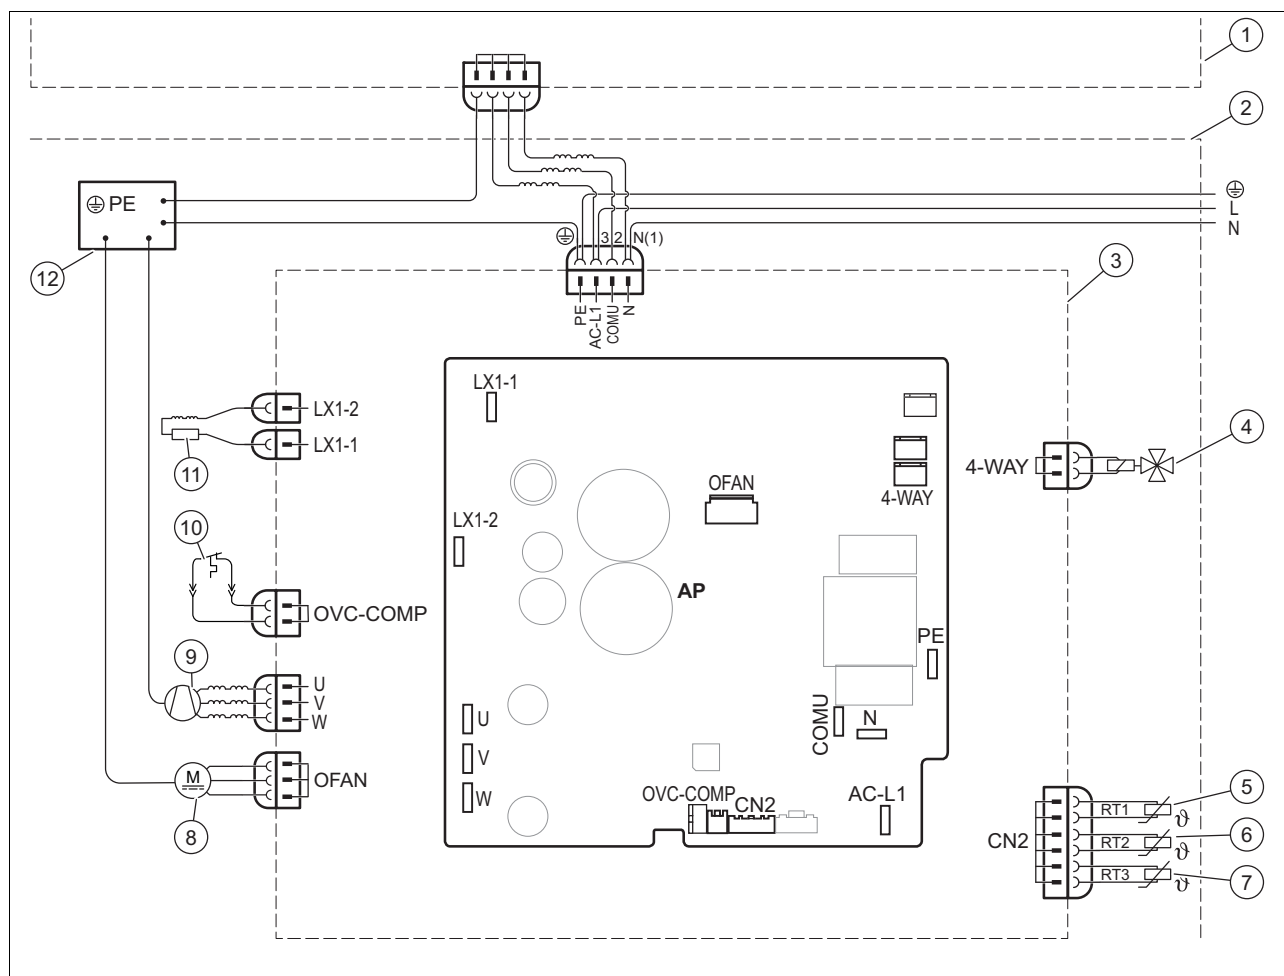 1
2
PE
L
N
3 2 N(1)
12
3
PE
AC-L1
COMU
N
LX1-1
LX1-2
LX1-1
11
4
4-WAY
OFAN
4-WAY
LX1-2
10
AP
OVC-COMP
PE
9
U
V
W
COMU
N
U
V
W
M
OFAN
8
OVC-COMP
CN2
AC-L1
CN2
RT1
ϑ
5
RT2
ϑ
6
RT3
ϑ
7